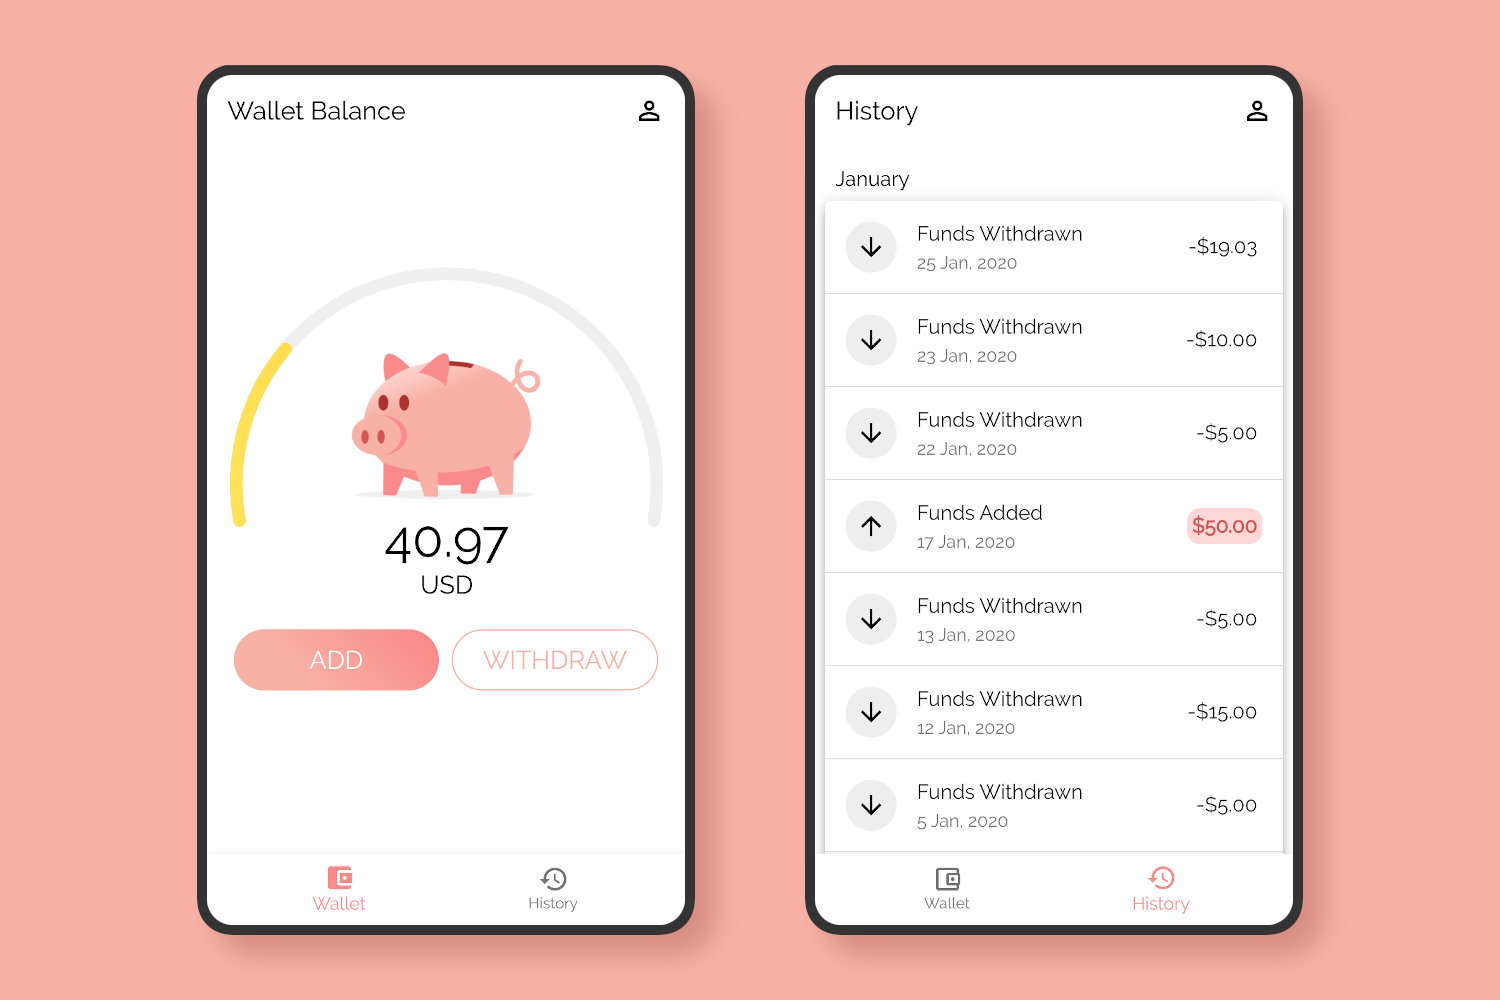 Wallet Balance
40.97
USD
ADD
WITHDRAW
Wallet
History
History
January
Funds Withdrawn
25 Jan, 2020
-$19.03
Funds Withdrawn
23 Jan, 2020
-$10.00
Funds Withdrawn
22 Jan, 2020
-$5.00
Funds Added
17 Jan, 2020
$50.00
Funds Withdrawn
13 Jan, 2020
-$5.00
Funds Withdrawn
12 Jan, 2020
-$15.00
Funds Withdrawn
5 Jan, 2020
-$5.00
Wallet
History